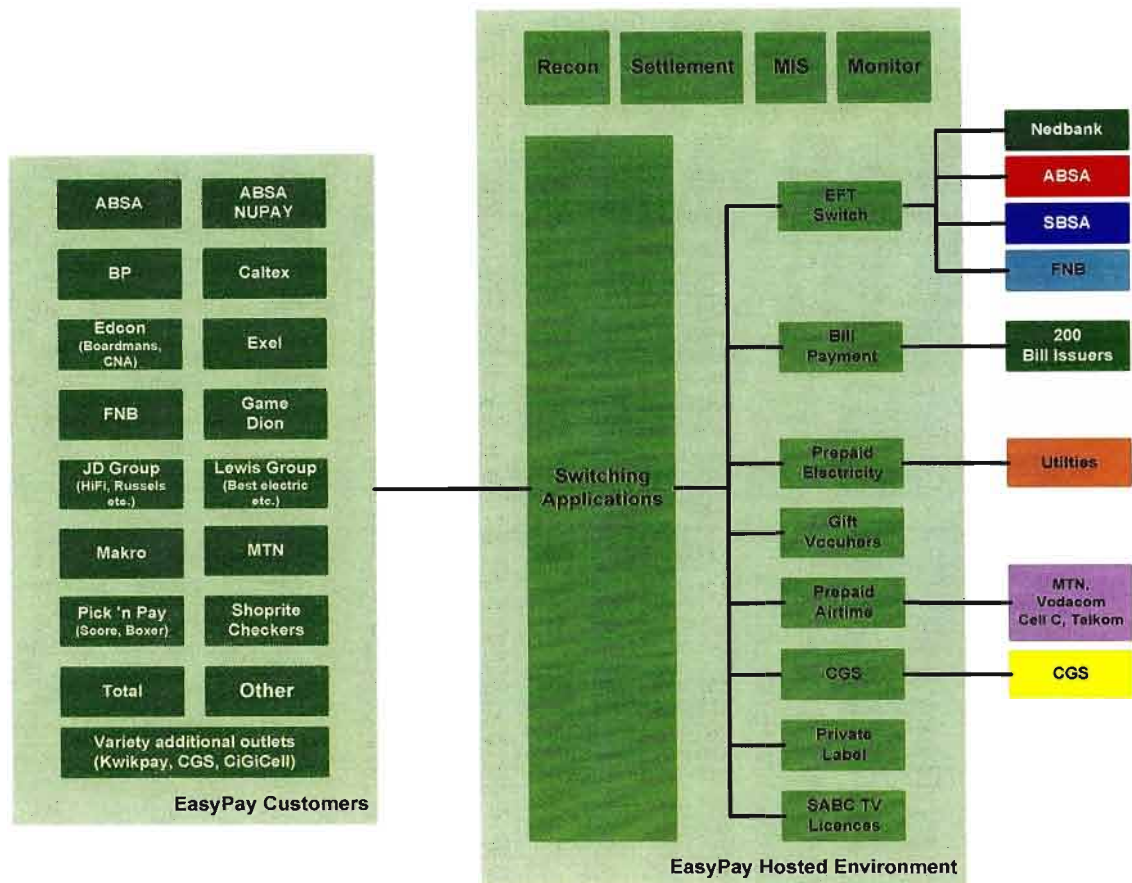 Recon
Settlement
MIS
Monitor
ABSA
ABSA
NUPAY
BP
Caltex
Edcon
(Boardmans,
CNA)
Exel
FNB
Game
Dion
JD Group
(HiFi, Russels
etc.)
Lewis Group
(Best electric
etc.)
Makro
MTN
Pick 'n Pay
(Score, Boxer)
Shoprite
Checkers
Total
Other
Variety additional outlets
(Kwikpay, CGS, CiGiCell)
EasyPay Customers
Switching
Applications
EFT
Switch
Bill
Payment
Prepaid
Electricity
Gift
Vccuhers
Prepaid
Airtime
CGS
Private
Label
SABC TV
Licences
EasyPay Hosted Environment
Nedbank
ABSA
SBSA
FNB
200
Bill Issuers
Utilties
MTN,
Vodacom
Cell C, Telkom
CGS